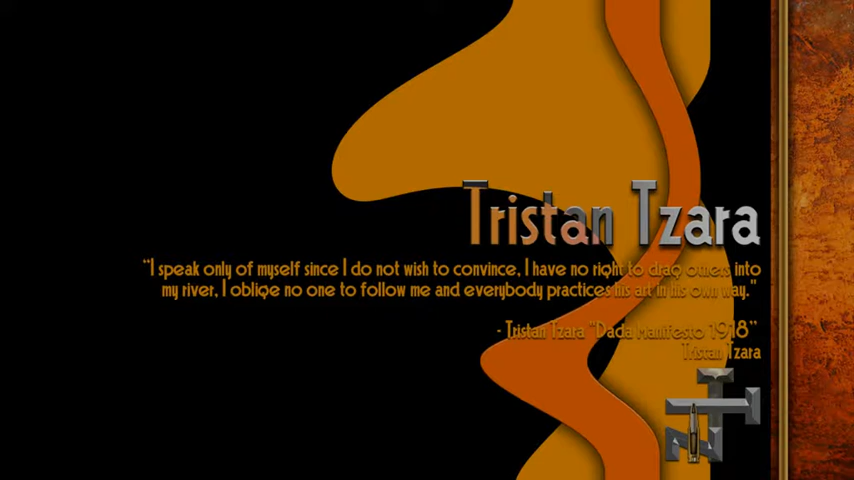 Tristan Tzara
"I speak only of myself since I do not wish to convince, I have no right to drag others into
my river, I oblige no one to follow me and everybody practices his art in his own way."
- Tristan Tzara "Dada Manifesto 1918"
Tristan Tzara